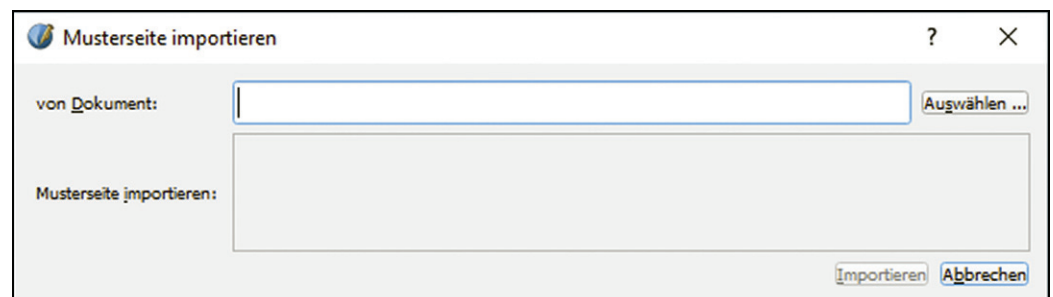 Musterseite importieren ?
von Dokument: Auswählen ...
Musterseite importieren:
Importieren Abbrechen